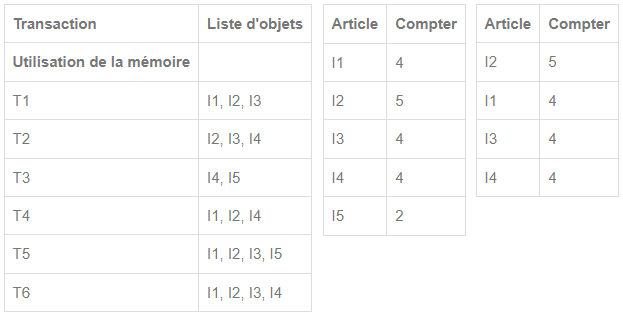 Transaction Liste d'objets
Utilisation de la mémoire
T1 I1, I2, I3
T2 I2, I3, I4
T3 I4, I5
T4 I1, I2, I4
T5 I1, I2, I3, I5
T6 I1, I2, I3, I4
Article Compter
I1 4
I2 5
I3 4
I4 4
I5 2
Article Compter
I2 5
I1 4
I3 4
I4 4